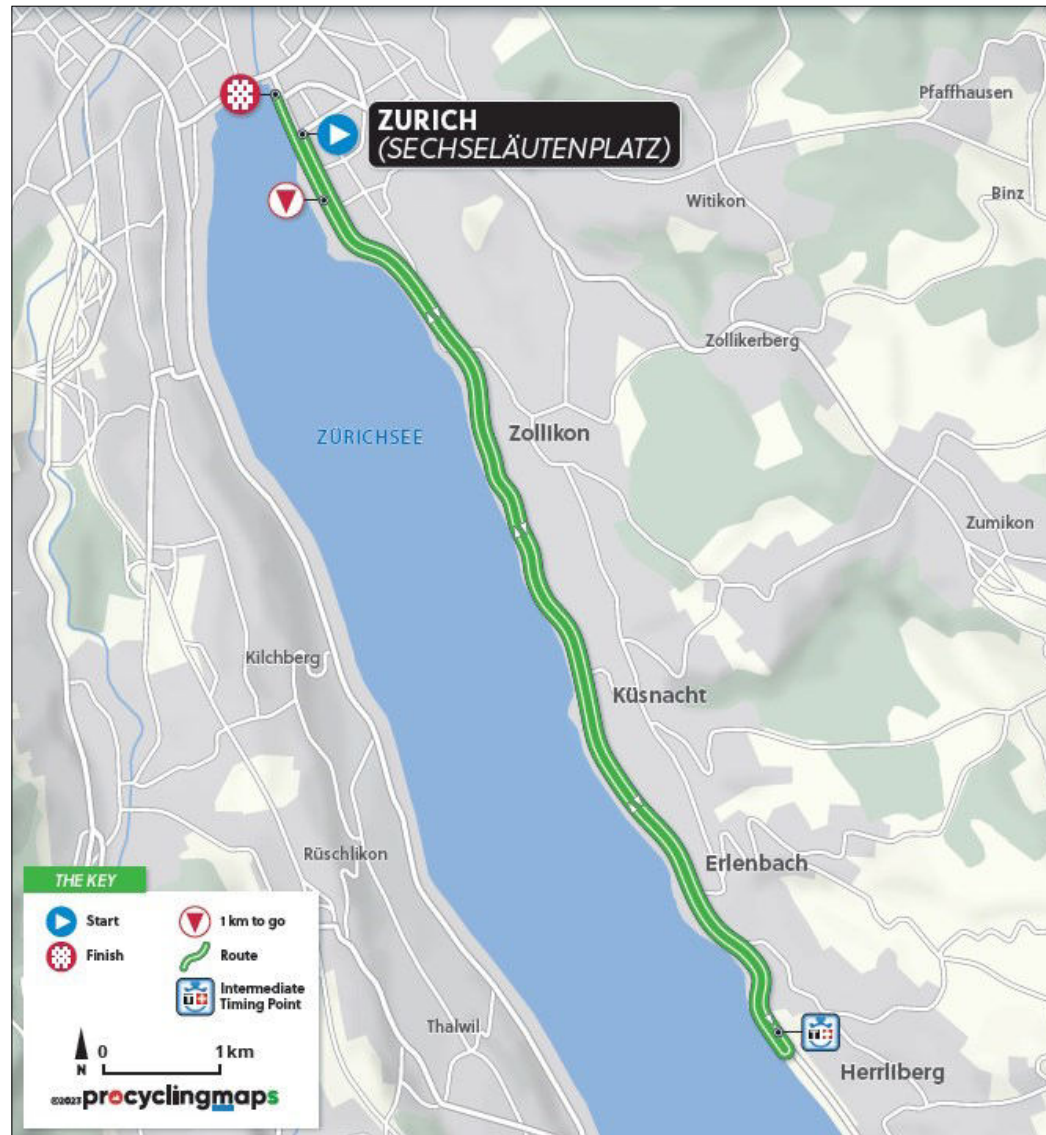 Pfaffhausen
ZURICH
(SECHSELÄUTENPLATZ)
Witikon
Binz
Zollikerberg
ZÜRICHSEE
Zollikon
Zumikon
Kilchberg
Küsnacht
Rüschlikon
Erlenbach
THE KEY
Start
1 km to go
Finish
Route
Intermediate
Timing Point
Thalwil
Herrliberg
0 1 km
N
©2023 procyclingmaps